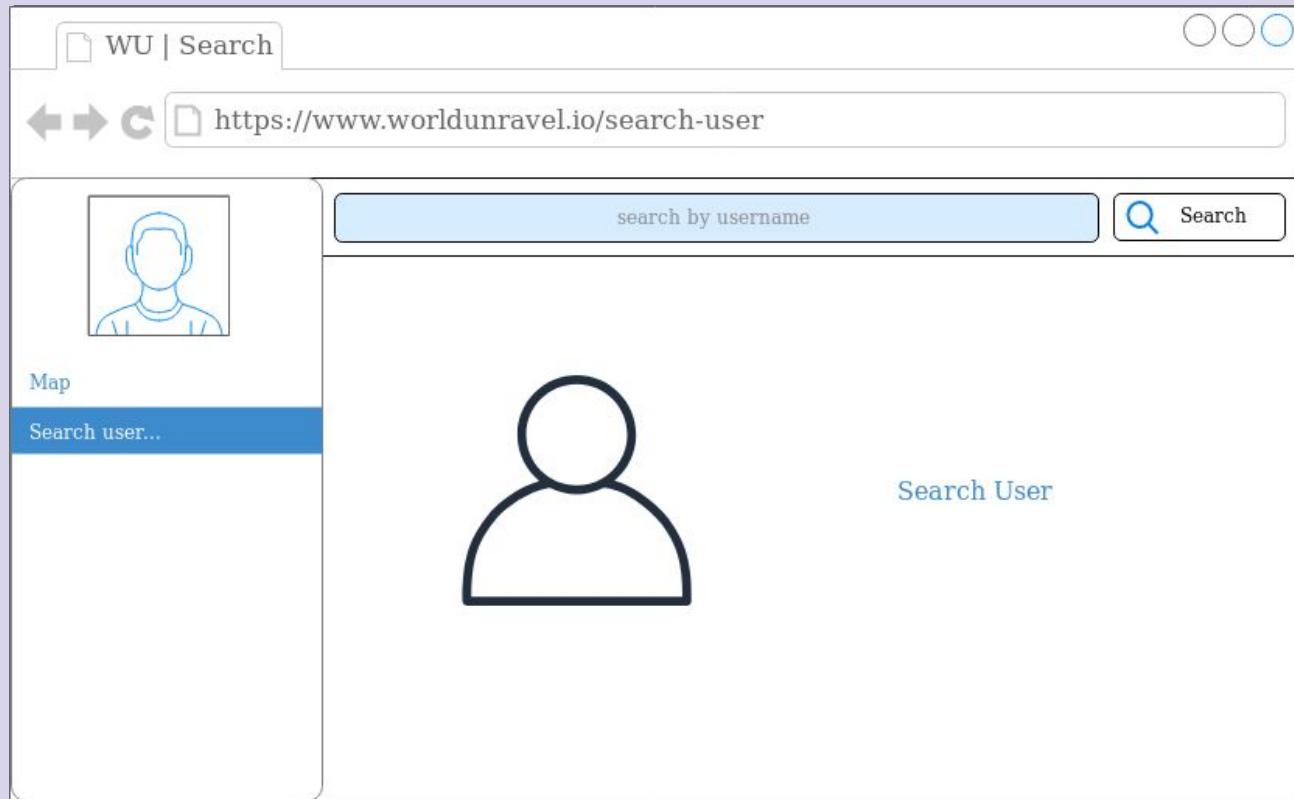 WU | Search
https://www.worldunravel.io/search-user
search by username
Search
Map
Search user...
Search User